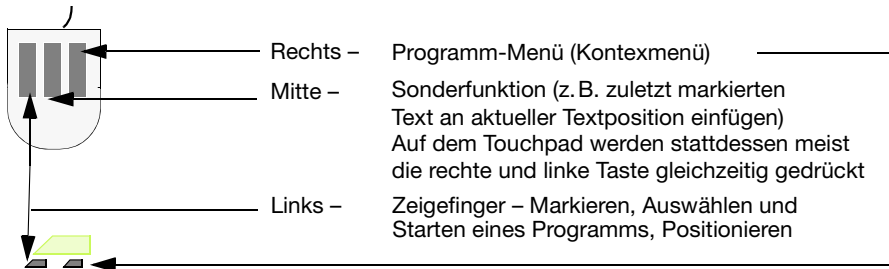 Rechts – Programm-Menü (Kontexmenü)
Mitte – Sonderfunktion (z. B. zuletzt markierten
Text an aktueller Textposition einfügen)
Auf dem Touchpad werden stattdessen meist
die rechte und linke Taste gleichzeitig gedrückt
Links – Zeigefinger – Markieren, Auswählen und
Starten eines Programms, Positionieren